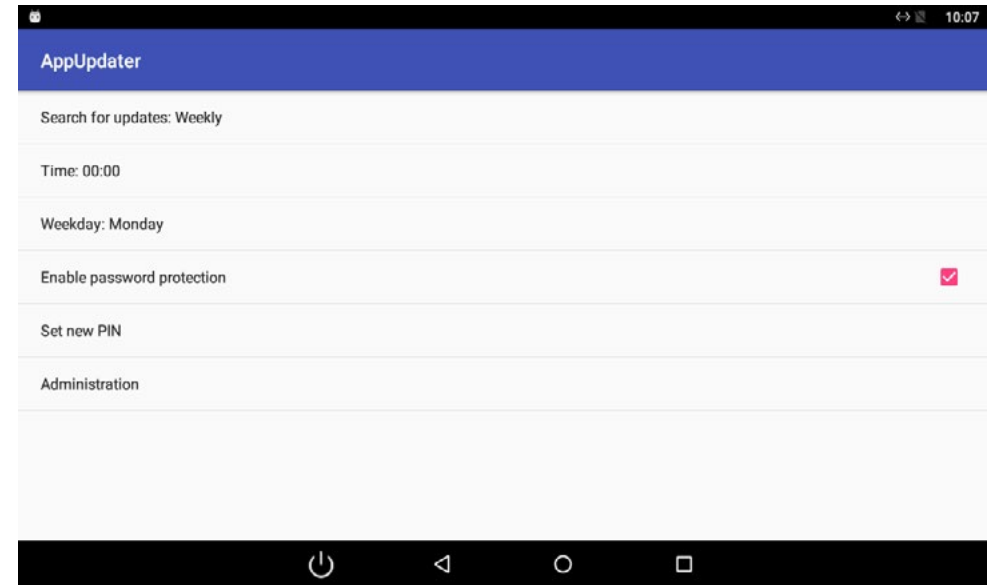 10:07
AppUpdater
Search for updates: Weekly
Time: 00:00
Weekday: Monday
Enable password protection
Set new PIN
Administration